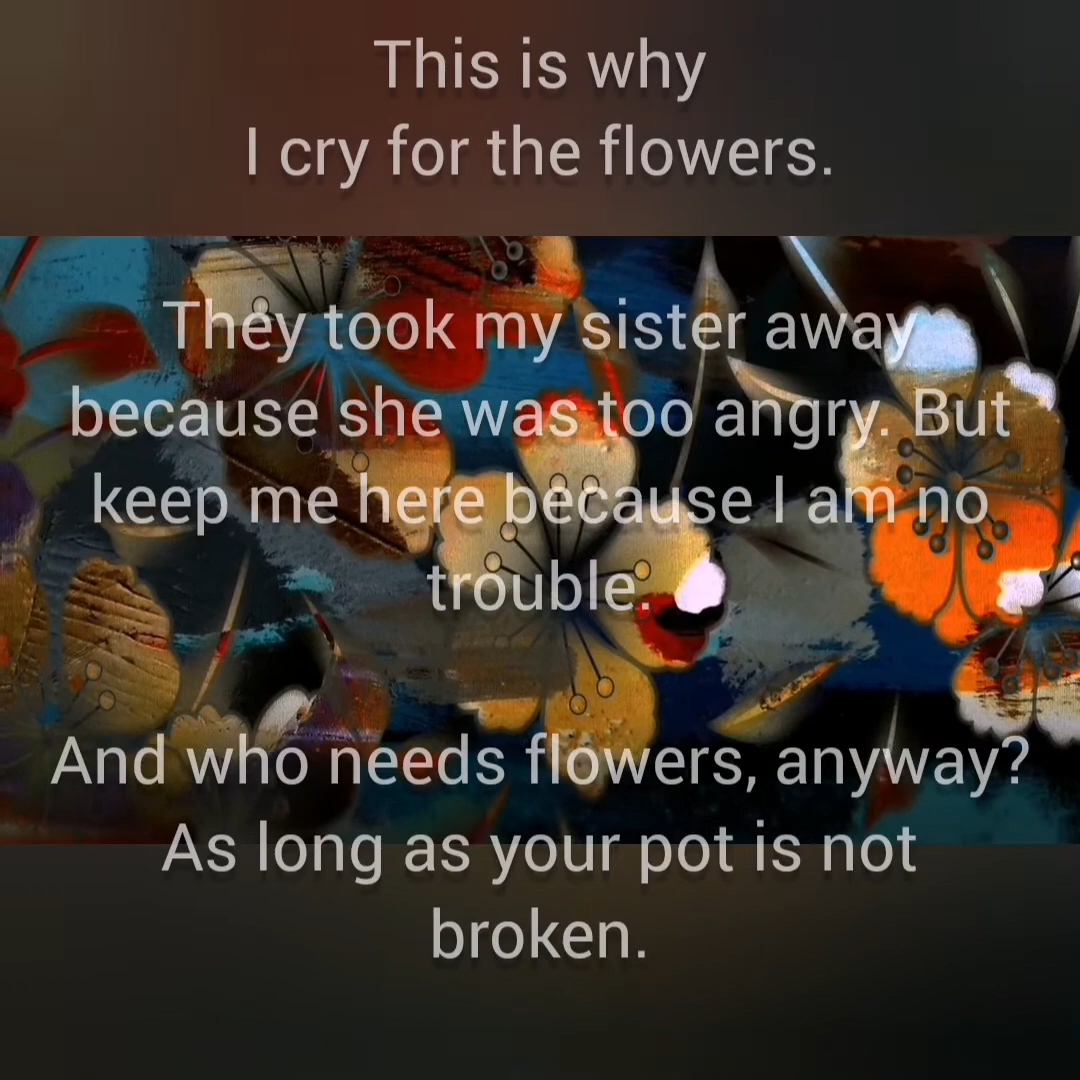 This is why
I cry for the flowers.
They took my sister away
because she was too angry. But
keep me here because I am no
trouble.
And who needs flowers, anyway?
As long as your pot is not
broken.